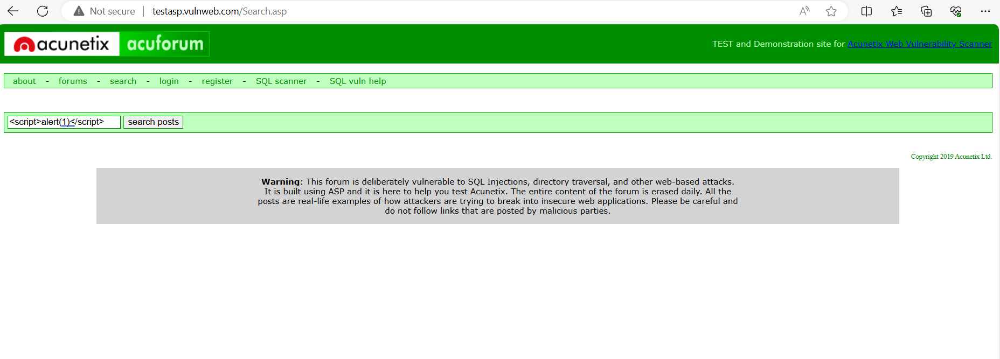 Not secure | testasp.vulnweb.com/Search.asp
acunetix acuforum
TEST and Demonstration site for Acunetix Web Vulnerability Scanner
about - forums - search - login - register - SQL scanner - SQL vuln help
<script>alert(1)</script> search posts
Copyright 2019 Acunetix Ltd.
Warning: This forum is deliberately vulnerable to SQL Injections, directory traversal, and other web-based attacks.
It is built using ASP and it is here to help you test Acunetix. The entire content of the forum is erased daily. All the
posts are real-life examples of how attackers are trying to break into insecure web applications. Please be careful and
do not follow links that are posted by malicious parties.